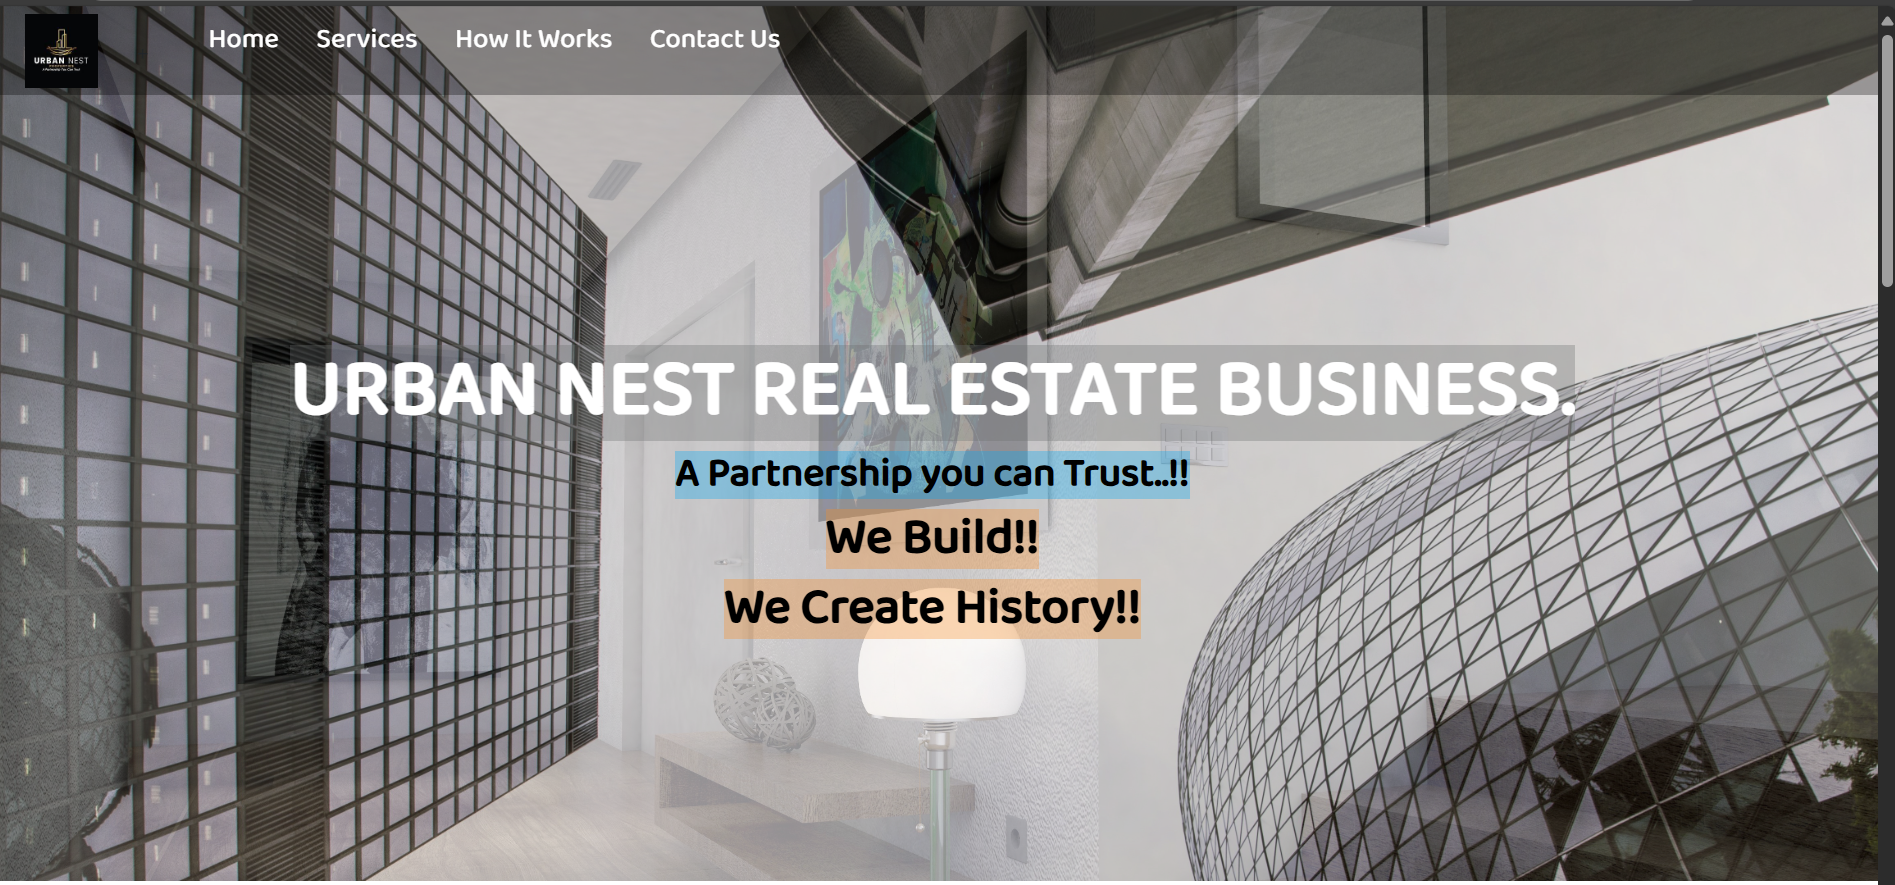 URBAN NEST
A Partnership You Can Trust
Home Services How It Works Contact Us
URBAN NEST REAL ESTATE BUSINESS.
A Partnership you can Trust..!!
We Build!!
We Create History!!